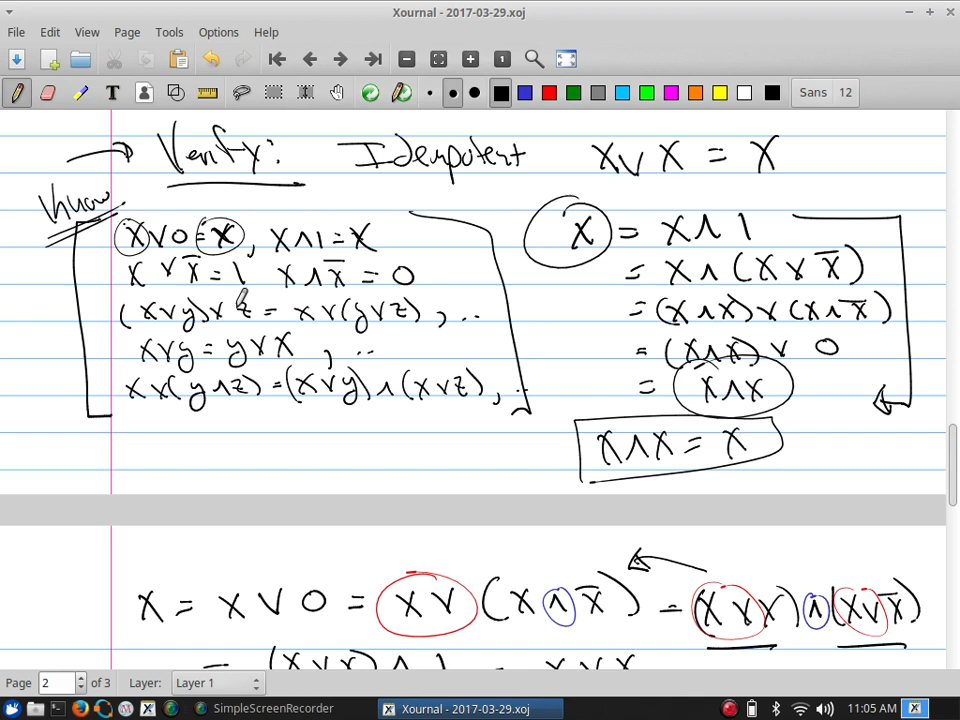 Xournal - 2017-03-29.xoj
File Edit View Page Tools Options Help
Sans 12
Verify: Idempotent x∨x = x
Know
x∨0 = x, x∧1 = x
x ∨ x̅ = 1 x∧x̅ = 0
(x∨y)∨z = x∨(y∨z), ..
x∨y = y∨x, ..
x∨(y∧z) = (x∨y)∧(x∨z), ..
x = x∧1
= x∧(x∨x̅)
= (x∧x)∨(x∧x̅)
= (x∧x)∨0
= x∧x
x∧x = x
x = x∨0 = x∨(x∧x̅) = (x∨x)∧(x∨x̅)
= (x∨x)∧1 = x∨x
Page 2 of 3 Layer: Layer 1
SimpleScreenRecorder Xournal - 2017-03-29.xoj 11:05 AM